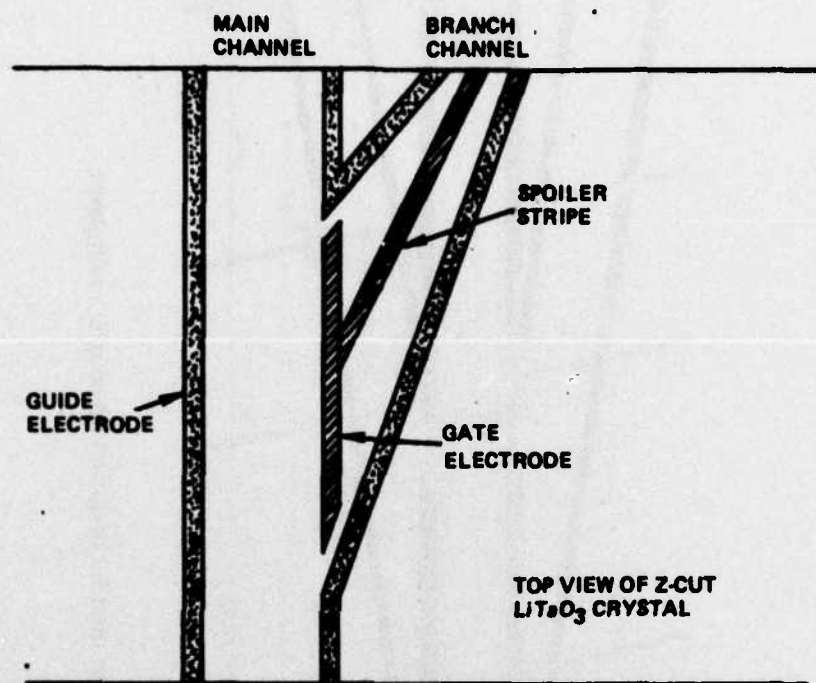 MAIN
CHANNEL
BRANCH
CHANNEL
SPOILER
STRIPE
GUIDE
ELECTRODE
GATE
ELECTRODE
TOP VIEW OF Z-CUT
LiTaO3 CRYSTAL